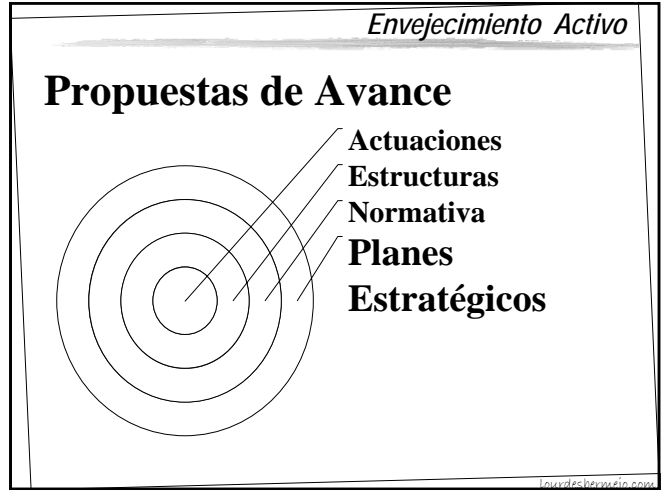 Envejecimiento Activo
Propuestas de Avance
Actuaciones
Estructuras
Normativa
Planes
Estratégicos
lourdesbermejo.com